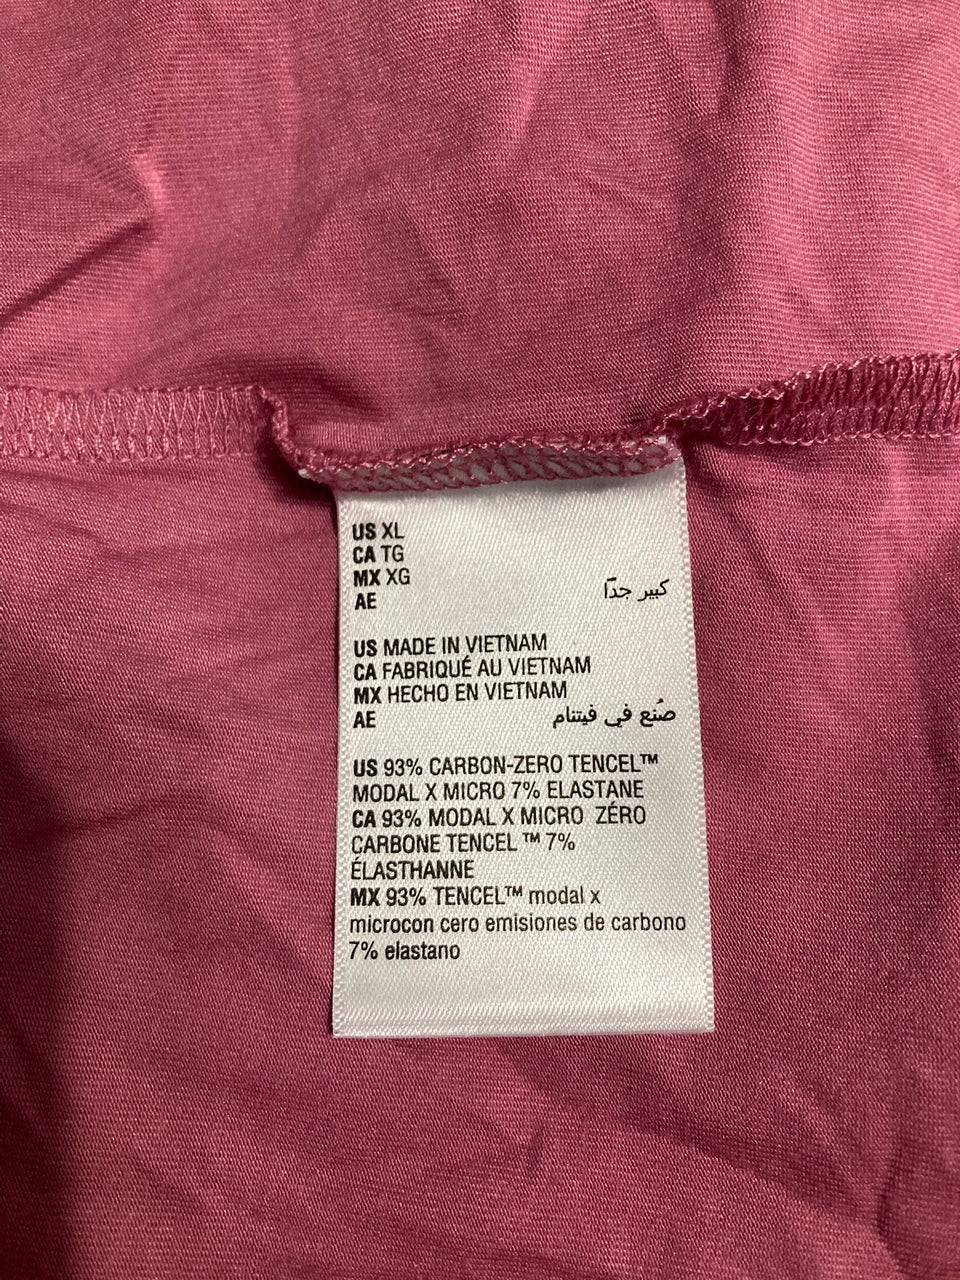 US XL
CA TG
MX XG
AE كبير جدًا
US MADE IN VIETNAM
CA FABRIQUÉ AU VIETNAM
MX HECHO EN VIETNAM
AE صُنع في فيتنام
US 93% CARBON-ZERO TENCEL™
MODAL X MICRO 7% ELASTANE
CA 93% MODAL X MICRO ZÉRO
CARBONE TENCEL ™ 7%
ÉLASTHANNE
MX 93% TENCEL™ modal x
microcon cero emisiones de carbono
7% elastano